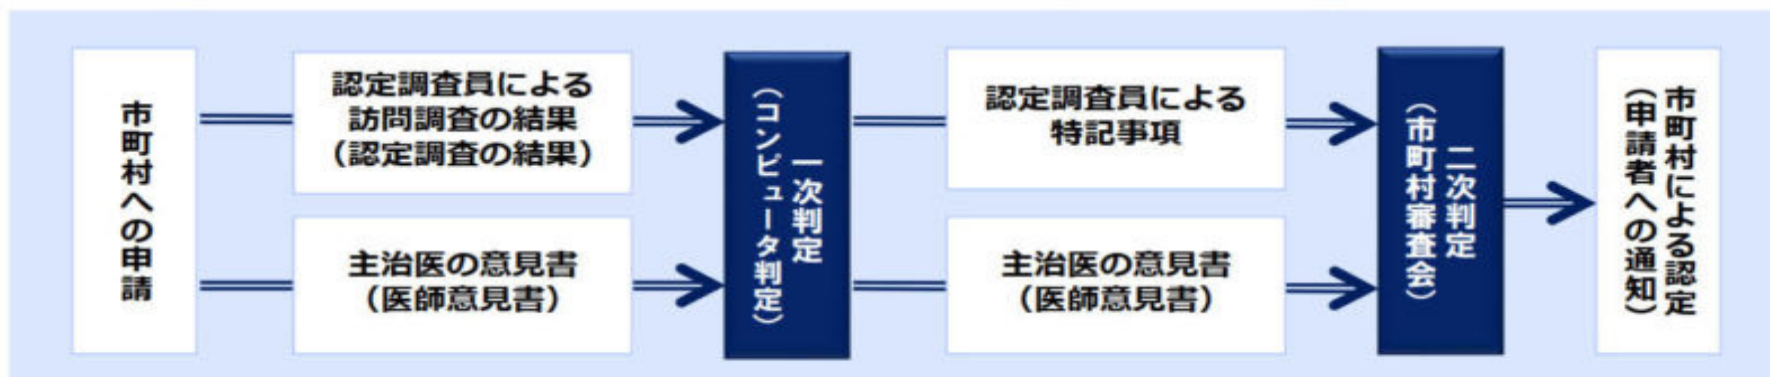 市町村への申請
認定調査員による
訪問調査の結果
（認定調査の結果）
主治医の意見書
（医師意見書）
一次判定
（コンピュータ判定）
認定調査員による
特記事項
主治医の意見書
（医師意見書）
二次判定
（市町村審査会）
市町村による認定
（申請者への通知）